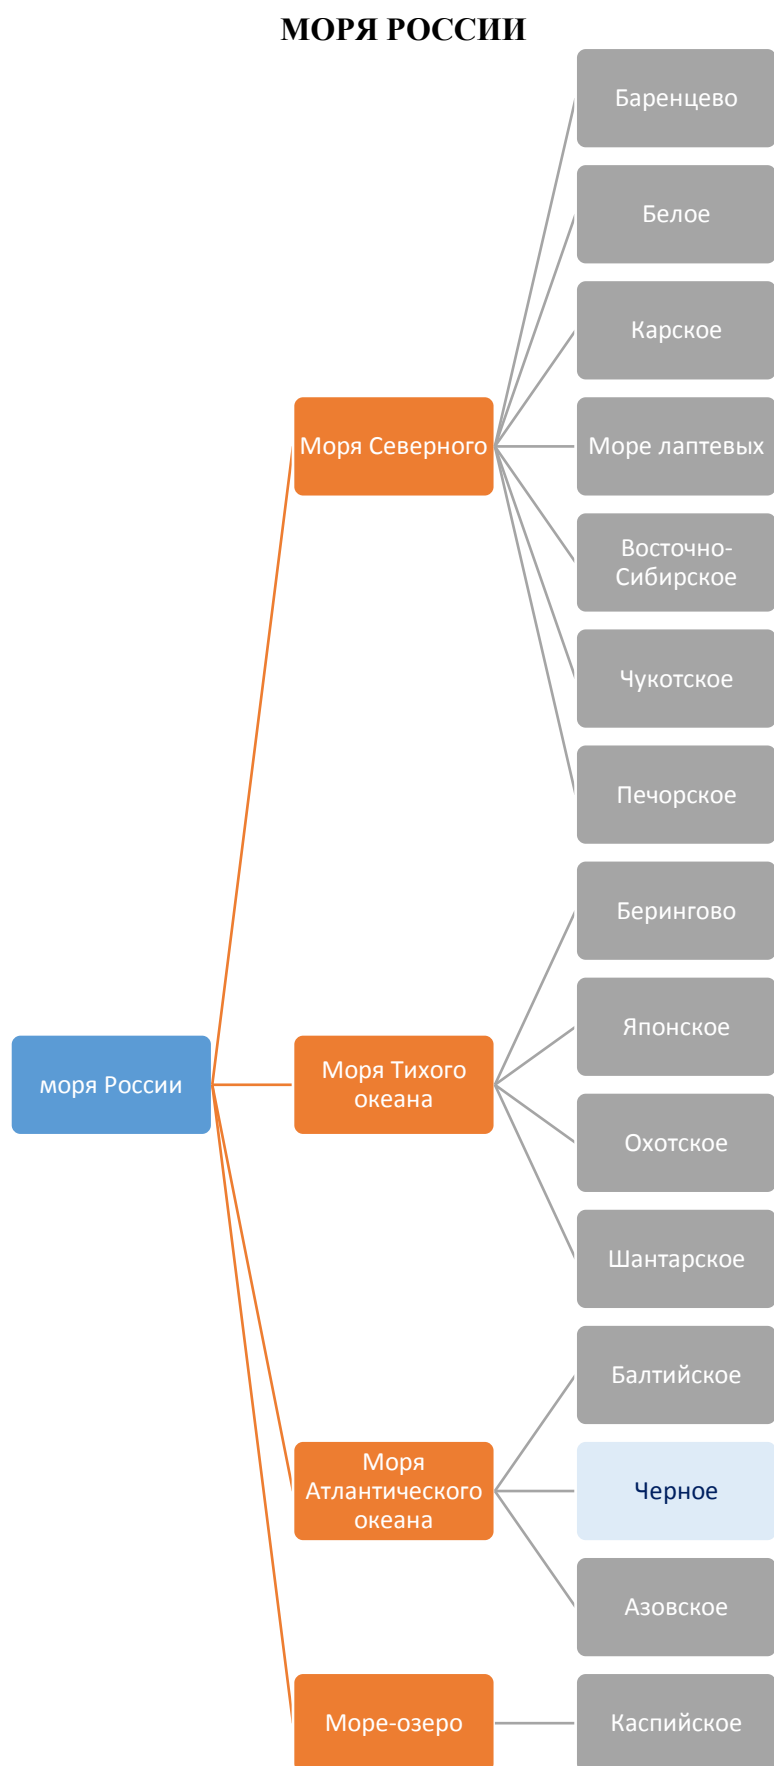 МОРЯ РОССИИ
Баренцево
Белое
Карское
Моря Северного
Море лаптевых
Восточно-
Сибирское
Чукотское
Печорское
Берингово
Японское
моря России
Моря Тихого
океана
Охотское
Шантарское
Балтийское
Моря
Атлантического
океана
Черное
Азовское
Море-озеро
Каспийское